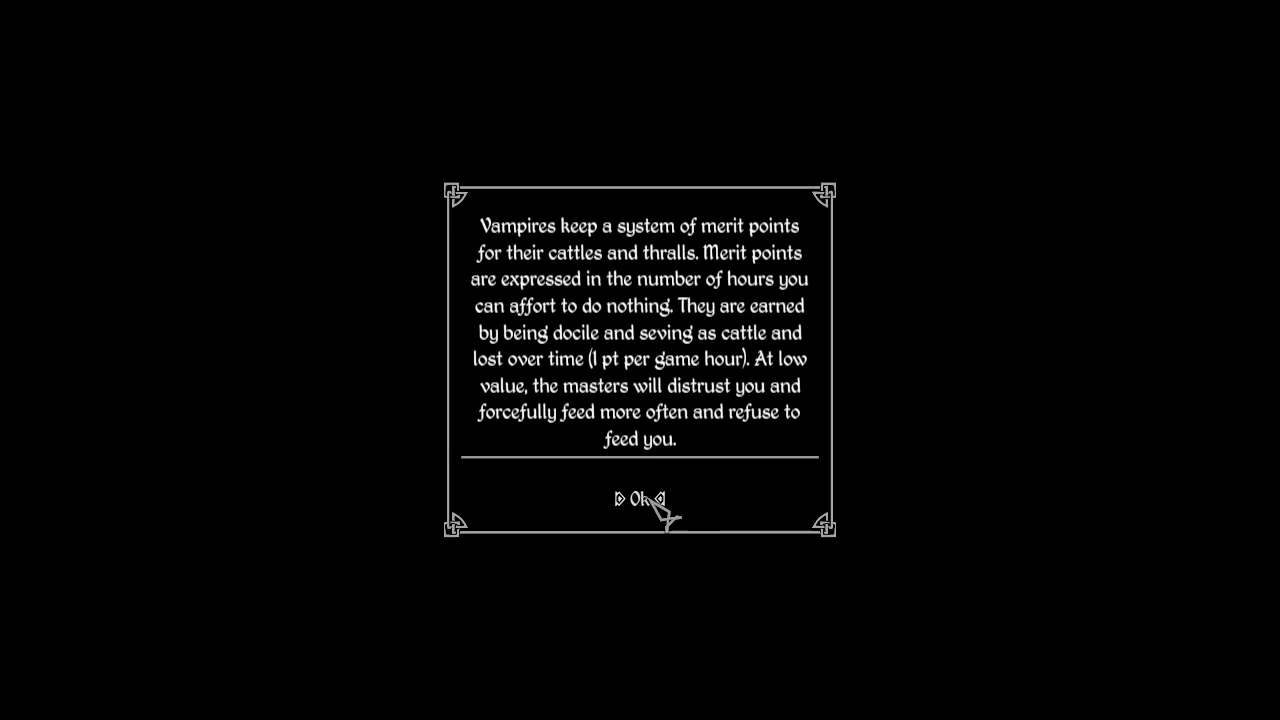 Vampires keep a system of merit points
for their cattles and thralls. Merit points
are expressed in the number of hours you
can affort to do nothing. They are earned
by being docile and seving as cattle and
lost over time (1 pt per game hour). At low
value, the masters will distrust you and
forcefully feed more often and refuse to
feed you.
Ok